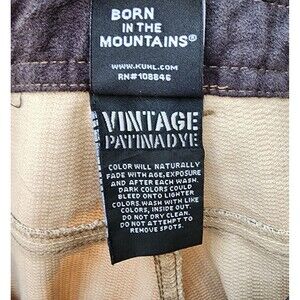 BORN
IN THE
MOUNTAINS®
WWW.KUHL.COM
RN#108846
VINTAGE
PATINADYE
COLOR WILL NATURALLY
FADE WITH AGE, EXPOSURE
AND AFTER EACH WASH.
DARK COLORS COULD
BLEED ONTO LIGHTER
COLORS. WASH WITH LIKE
COLORS, INSIDE OUT.
DO NOT DRY CLEAN.
DO NOT ATTEMPT TO
REMOVE SPOTS.